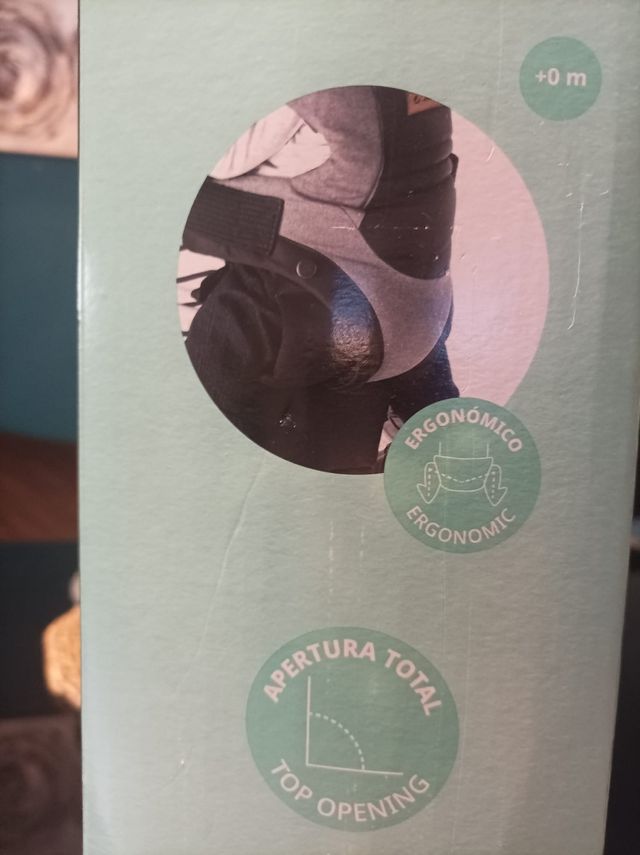 +0 m
ERGONÓMICO
ERGONOMIC
APERTURA TOTAL
TOP OPENING